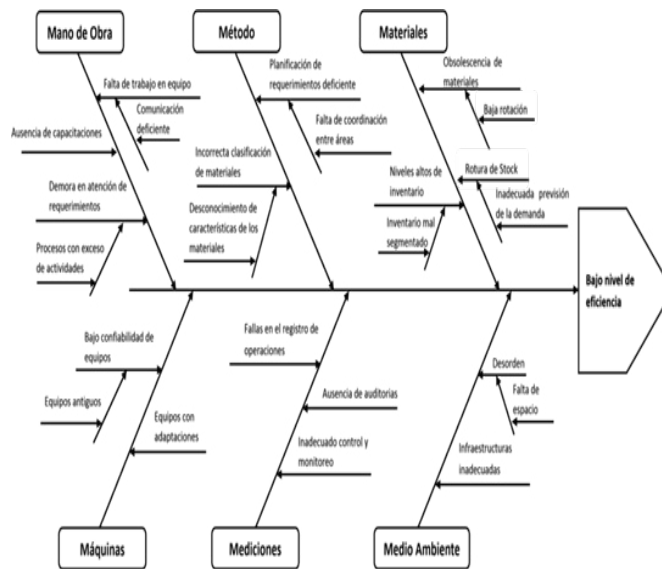 Mano de Obra
Método
Materiales
Falta de trabajo en equipo
Comunicación
deficiente
Ausencia de capacitaciones
Demora en atención de
requerimientos
Procesos con exceso
de actividades
Planificación de
requerimientos deficiente
Falta de coordinación
entre áreas
Incorrecta clasificación
de materiales
Desconocimiento de
características de los
materiales
Obsolescencia de
materiales
Baja rotación
Rotura de Stock
Niveles altos de
inventario
Inadecuada previsión
de la demanda
Inventario mal
segmentado
Bajo nivel de
eficiencia
Bajo confiabilidad de
equipos
Equipos antiguos
Equipos con
adaptaciones
Fallas en el registro de
operaciones
Ausencia de auditorias
Inadecuado control y
monitoreo
Desorden
Falta de
espacio
Infraestructuras
inadecuadas
Máquinas
Mediciones
Medio Ambiente